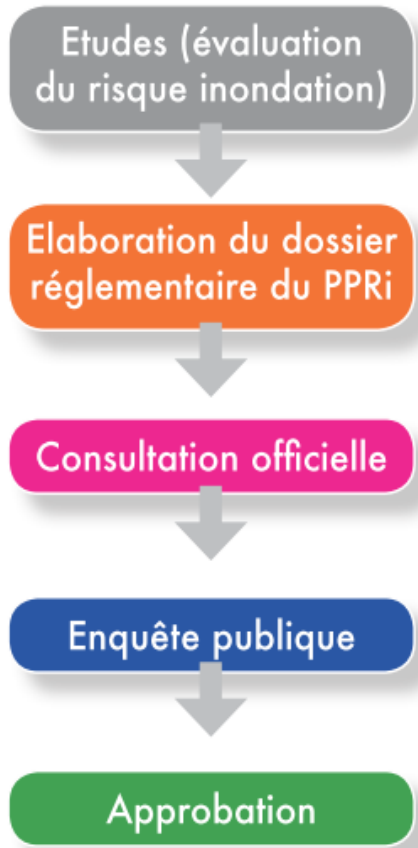 Etudes (évaluation
du risque inondation)
Elaboration du dossier
réglementaire du PPRi
Consultation officielle
Enquête publique
Approbation